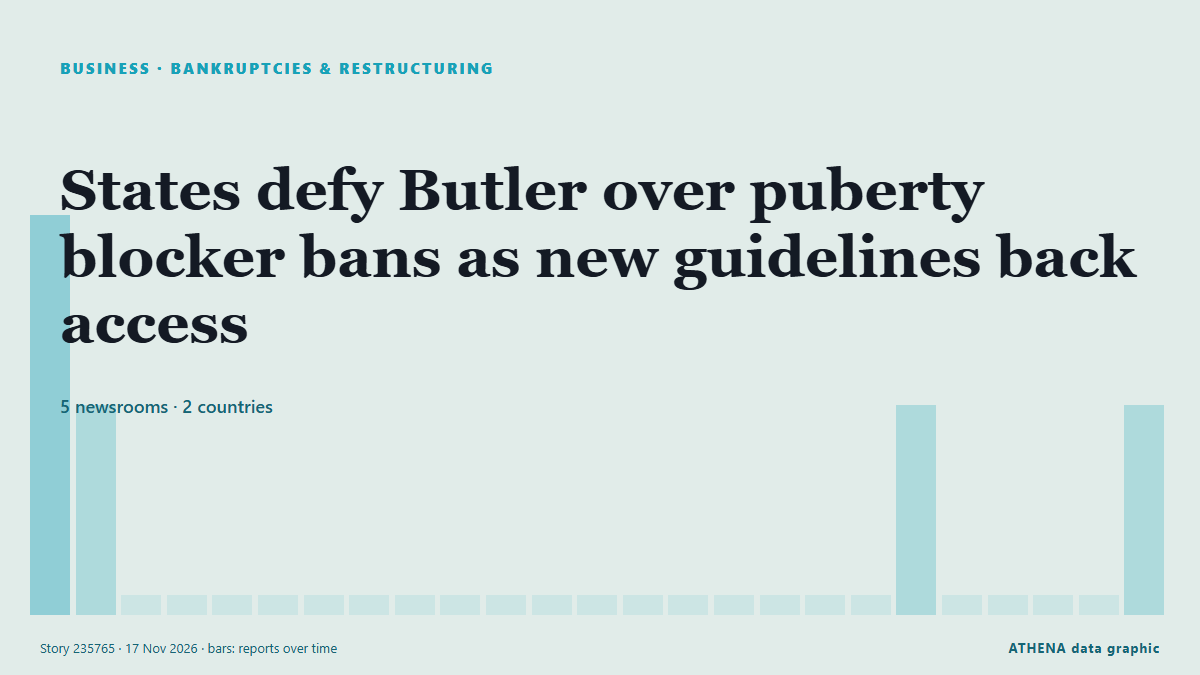 BUSINESS · BANKRUPTCIES & RESTRUCTURING
States defy Butler over puberty
blocker bans as new guidelines back
access
5 newsrooms · 2 countries
Story 235765 · 17 Nov 2026 · bars: reports over time
ATHENA data graphic